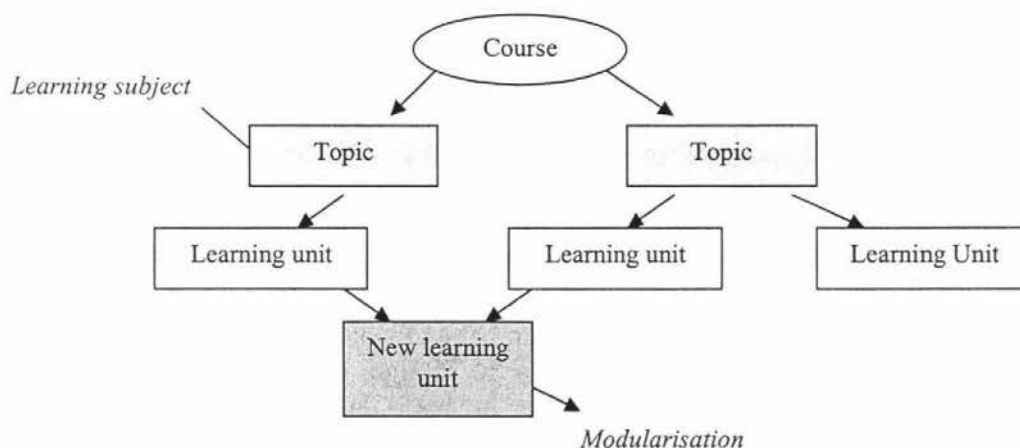 Course
Learning subject
Topic
Topic
Learning unit
Learning unit
Learning Unit
New learning
unit
Modularisation